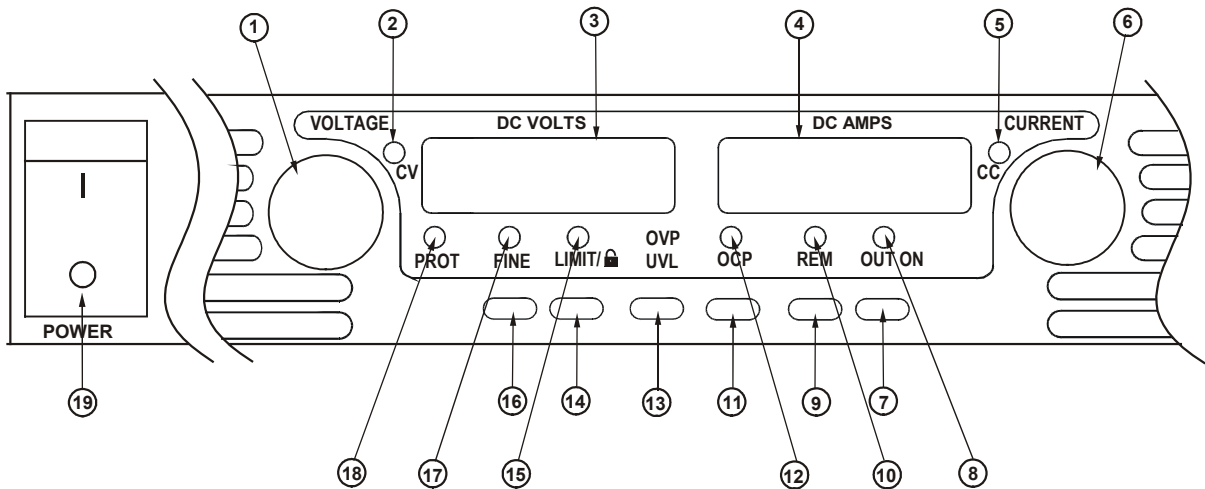 1 2 3 4 5 6
VOLTAGE DC VOLTS DC AMPS CURRENT
CV CC
I
PROT FINE LIMIT/🔒 OVP UVL OCP REM OUT ON
POWER
19 16 14 13 11 9 7
18 17 15 12 10 8